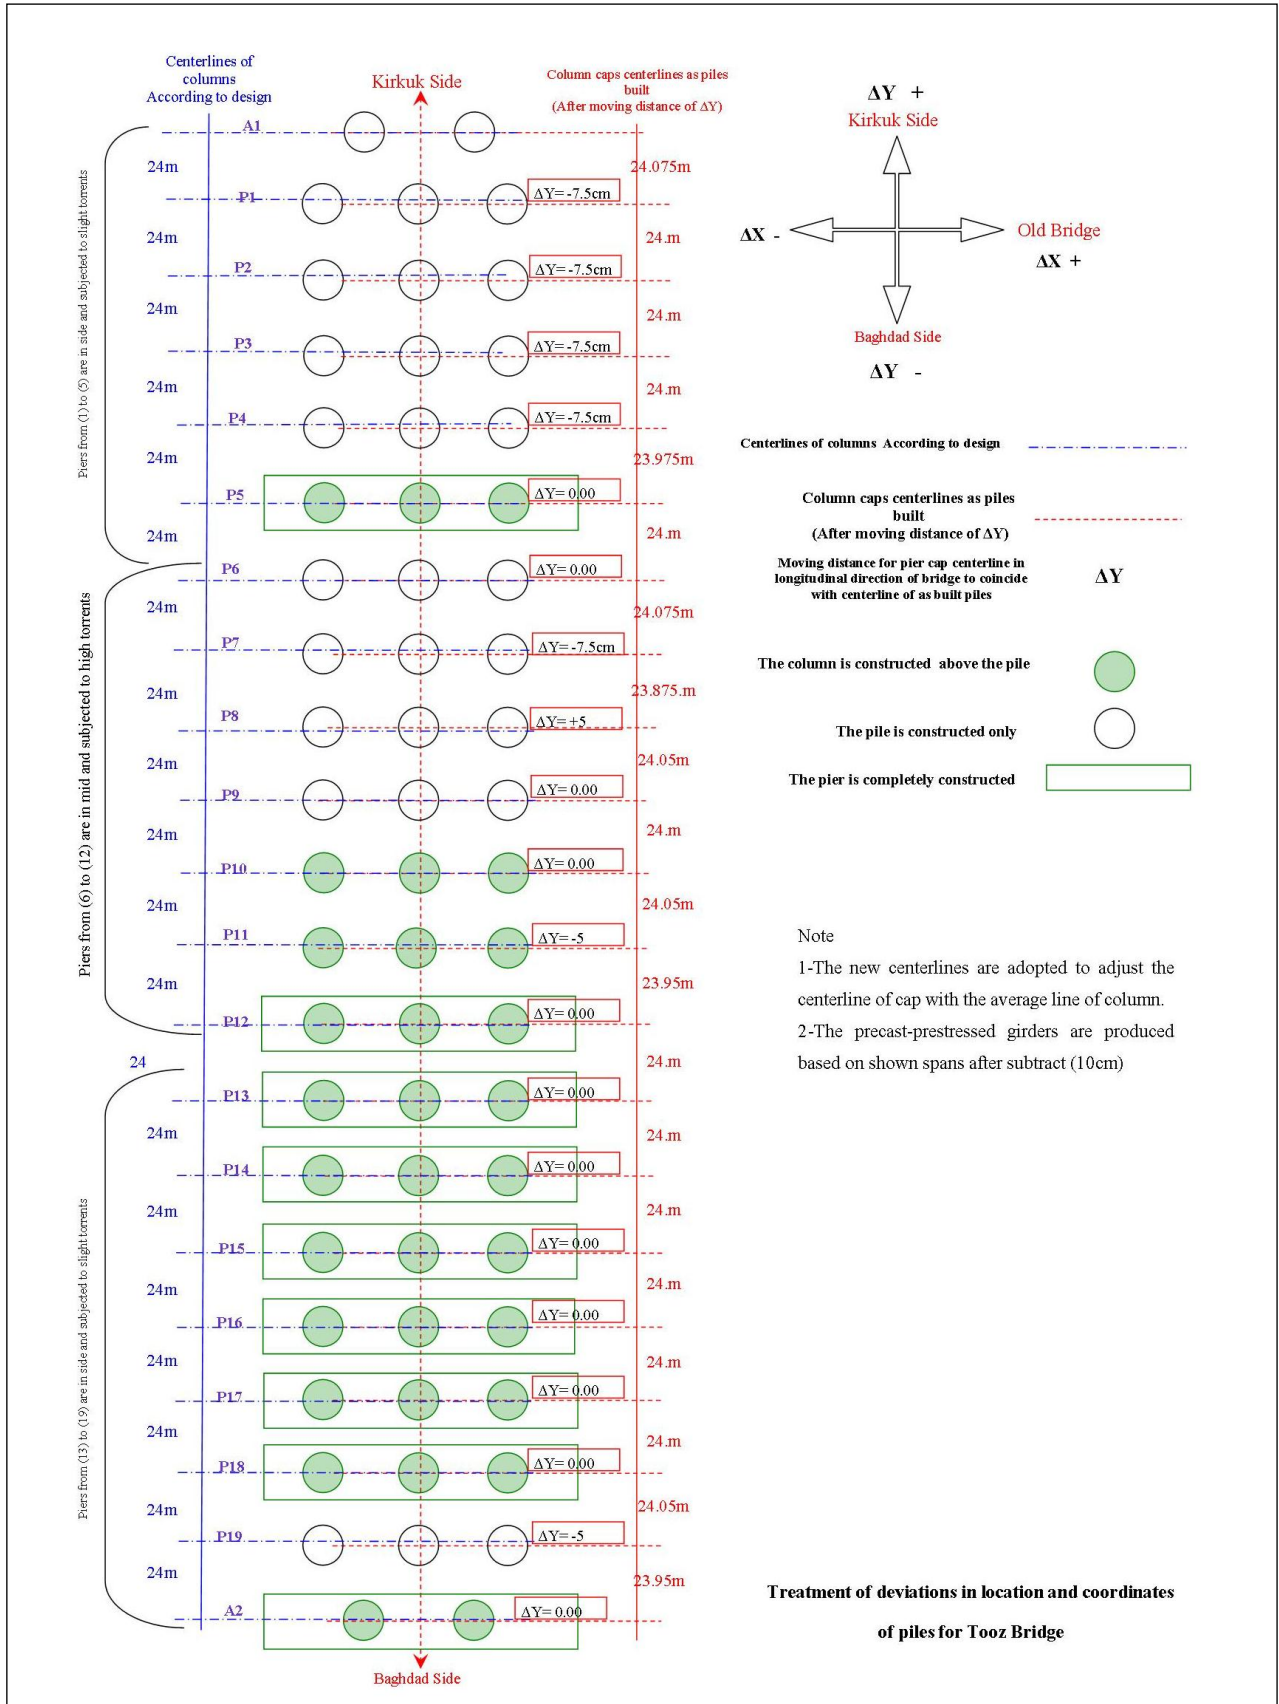 Centerlines of
columns
According to design
Kirkuk Side
Column caps centerlines as piles
built
(After moving distance of ΔY)
A1
24m
24.075m
P1
ΔY= -7.5cm
24m
24.m
P2
ΔY= -7.5cm
24m
24.m
P3
ΔY= -7.5cm
24m
24.m
P4
ΔY= -7.5cm
24m
23.975m
P5
ΔY= 0.00
24m
24.m
P6
ΔY= 0.00
24m
24.075m
P7
ΔY= -7.5cm
24m
23.875.m
P8
ΔY= +5
24m
24.05m
P9
ΔY= 0.00
24m
24.m
P10
ΔY= 0.00
24m
24.05m
P11
ΔY= -5
24m
23.95m
P12
ΔY= 0.00
24
24.m
P13
ΔY= 0.00
24m
24.m
P14
ΔY= 0.00
24m
24.m
P15
ΔY= 0.00
24m
24.m
P16
ΔY= 0.00
24m
24.m
P17
ΔY= 0.00
24m
24.m
P18
ΔY= 0.00
24m
24.05m
P19
ΔY= -5
24m
23.95m
A2
ΔY= 0.00
Baghdad Side
Piers from (1) to (5) are in side and subjected to slight torrents
Piers from (6) to (12) are in mid and subjected to high torrents
Piers from (13) to (19) are in side and subjected to slight torrents
ΔY +
Kirkuk Side
ΔX -
Old Bridge
ΔX +
Baghdad Side
ΔY -
Centerlines of columns According to design
Column caps centerlines as piles
built
(After moving distance of ΔY)
Moving distance for pier cap centerline in
longitudinal direction of bridge to coincide
with centerline of as built piles
ΔY
The column is constructed above the pile
The pile is constructed only
The pier is completely constructed
Note
1-The new centerlines are adopted to adjust the
centerline of cap with the average line of column.
2-The precast-prestressed girders are produced
based on shown spans after subtract (10cm)
Treatment of deviations in location and coordinates
of piles for Tooz Bridge